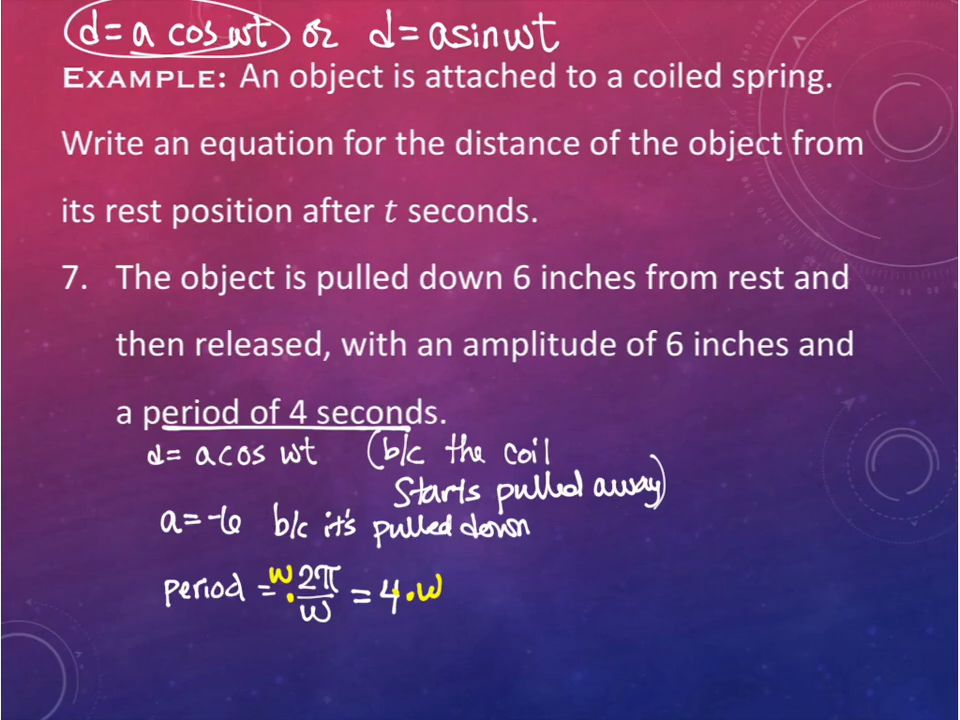 d = a cos wt or d = a sin wt
EXAMPLE: An object is attached to a coiled spring.
Write an equation for the distance of the object from
its rest position after t seconds.
7. The object is pulled down 6 inches from rest and
then released, with an amplitude of 6 inches and
a period of 4 seconds.
d = a cos wt (b/c the coil
starts pulled away)
a = -6 b/c it's pulled down
period = w · 2π/w = 4 · w